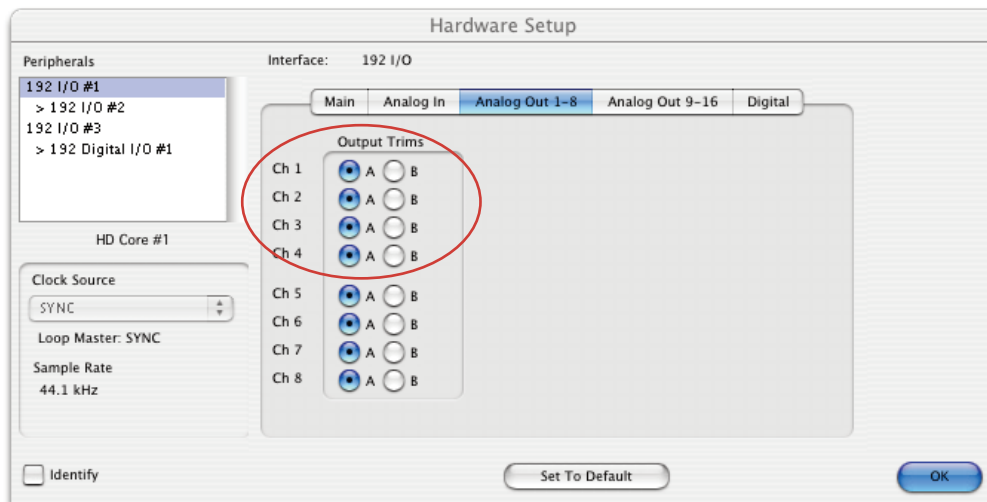 Hardware Setup
Peripherals
192 I/O #1
> 192 I/O #2
192 I/O #3
> 192 Digital I/O #1
HD Core #1
Clock Source
SYNC
Loop Master: SYNC
Sample Rate
44.1 kHz
Identify
Interface: 192 I/O
Main Analog In Analog Out 1-8 Analog Out 9-16 Digital
Output Trims
Ch 1 A B
Ch 2 A B
Ch 3 A B
Ch 4 A B
Ch 5 A B
Ch 6 A B
Ch 7 A B
Ch 8 A B
Set To Default
OK